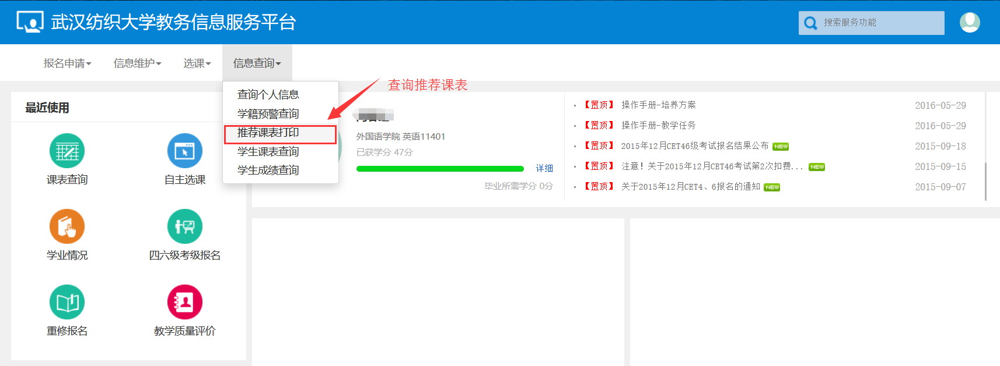 武汉纺织大学教务信息服务平台
搜索服务功能
报名申请 信息维护 选课 信息查询
查询个人信息
学籍预警查询
推荐课表打印
学生课表查询
学生成绩查询
查询推荐课表
最近使用
课表查询
自主选课
学业情况
四六级考级报名
重修报名
教学质量评价
外国语学院 英语11401
已获学分 47分
详细
毕业所需学分 0分
【置顶】 操作手册-培养方案 2016-05-29
【置顶】 操作手册-教学任务 2016-05-29
【置顶】 2015年12月CET46级考试报名结果公布 NEW 2015-09-18
【置顶】 注意！关于2015年12月CET46考试第2次扣费... NEW 2015-09-15
【置顶】 关于2015年12月CET4、6报名的通知 NEW 2015-09-07